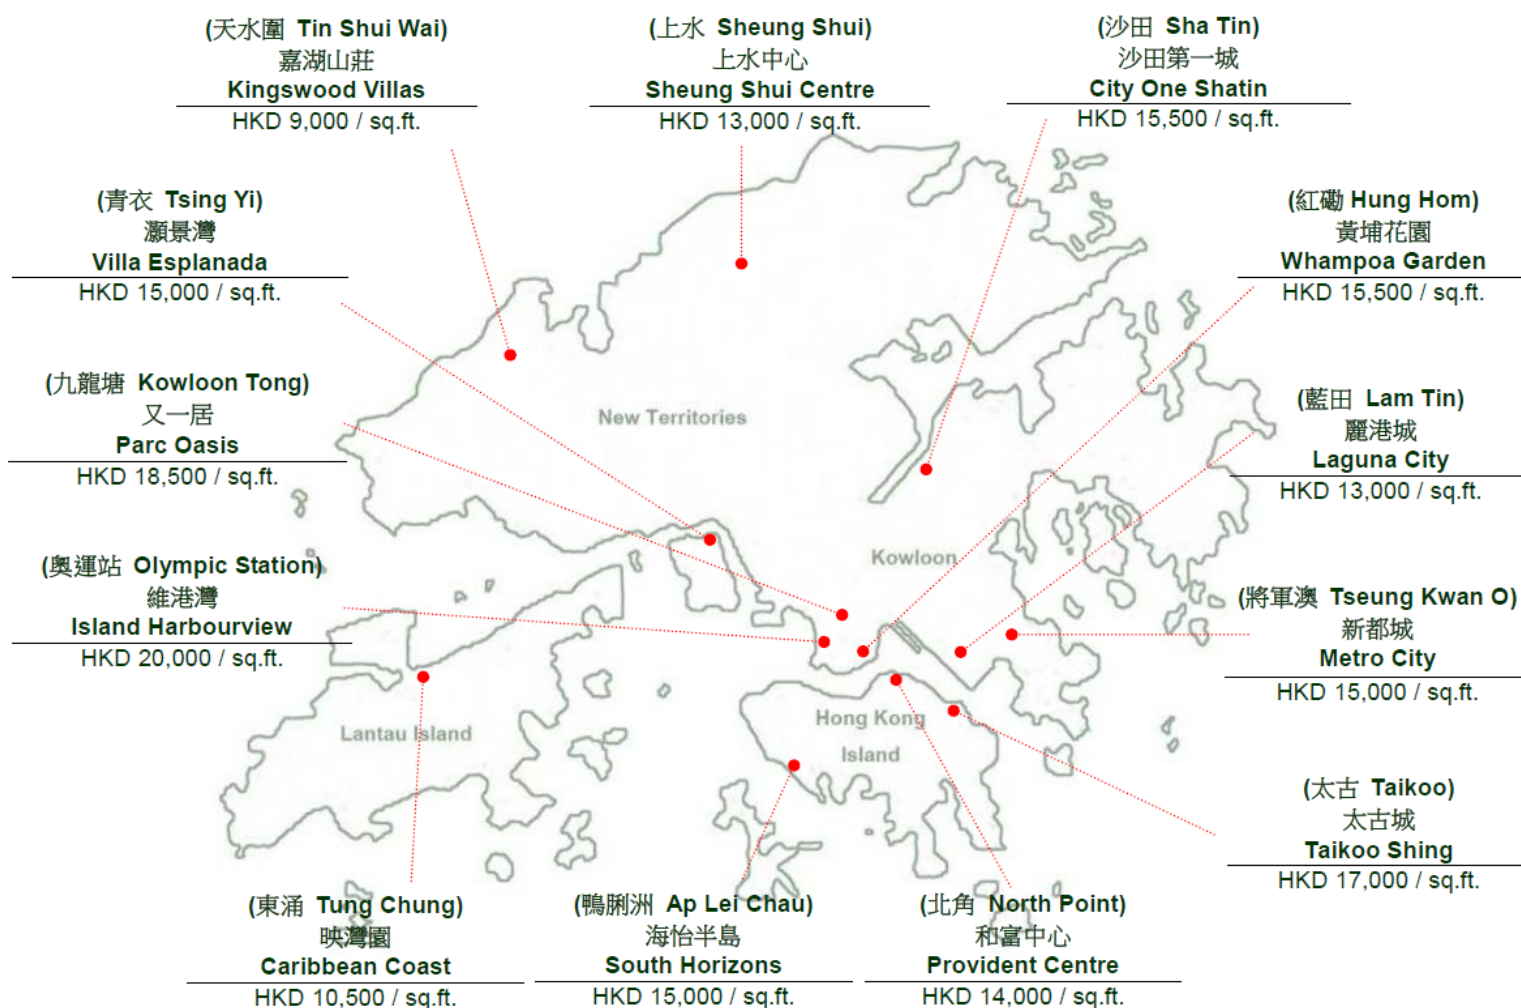 (天水圍 Tin Shui Wai)
嘉湖山莊
Kingswood Villas
HKD 9,000 / sq.ft.
(上水 Sheung Shui)
上水中心
Sheung Shui Centre
HKD 13,000 / sq.ft.
(沙田 Sha Tin)
沙田第一城
City One Shatin
HKD 15,500 / sq.ft.
(青衣 Tsing Yi)
灝景灣
Villa Esplanada
HKD 15,000 / sq.ft.
(紅磡 Hung Hom)
黃埔花園
Whampoa Garden
HKD 15,500 / sq.ft.
(九龍塘 Kowloon Tong)
又一居
Parc Oasis
HKD 18,500 / sq.ft.
New Territories
(藍田 Lam Tin)
麗港城
Laguna City
HKD 13,000 / sq.ft.
(奧運站 Olympic Station)
維港灣
Island Harbourview
HKD 20,000 / sq.ft.
Kowloon
(將軍澳 Tseung Kwan O)
新都城
Metro City
HKD 15,000 / sq.ft.
Lantau Island
Hong Kong
Island
(太古 Taikoo)
太古城
Taikoo Shing
HKD 17,000 / sq.ft.
(東涌 Tung Chung)
映灣園
Caribbean Coast
HKD 10,500 / sq.ft.
(鴨脷洲 Ap Lei Chau)
海怡半島
South Horizons
HKD 15,000 / sq.ft.
(北角 North Point)
和富中心
Provident Centre
HKD 14,000 / sq.ft.